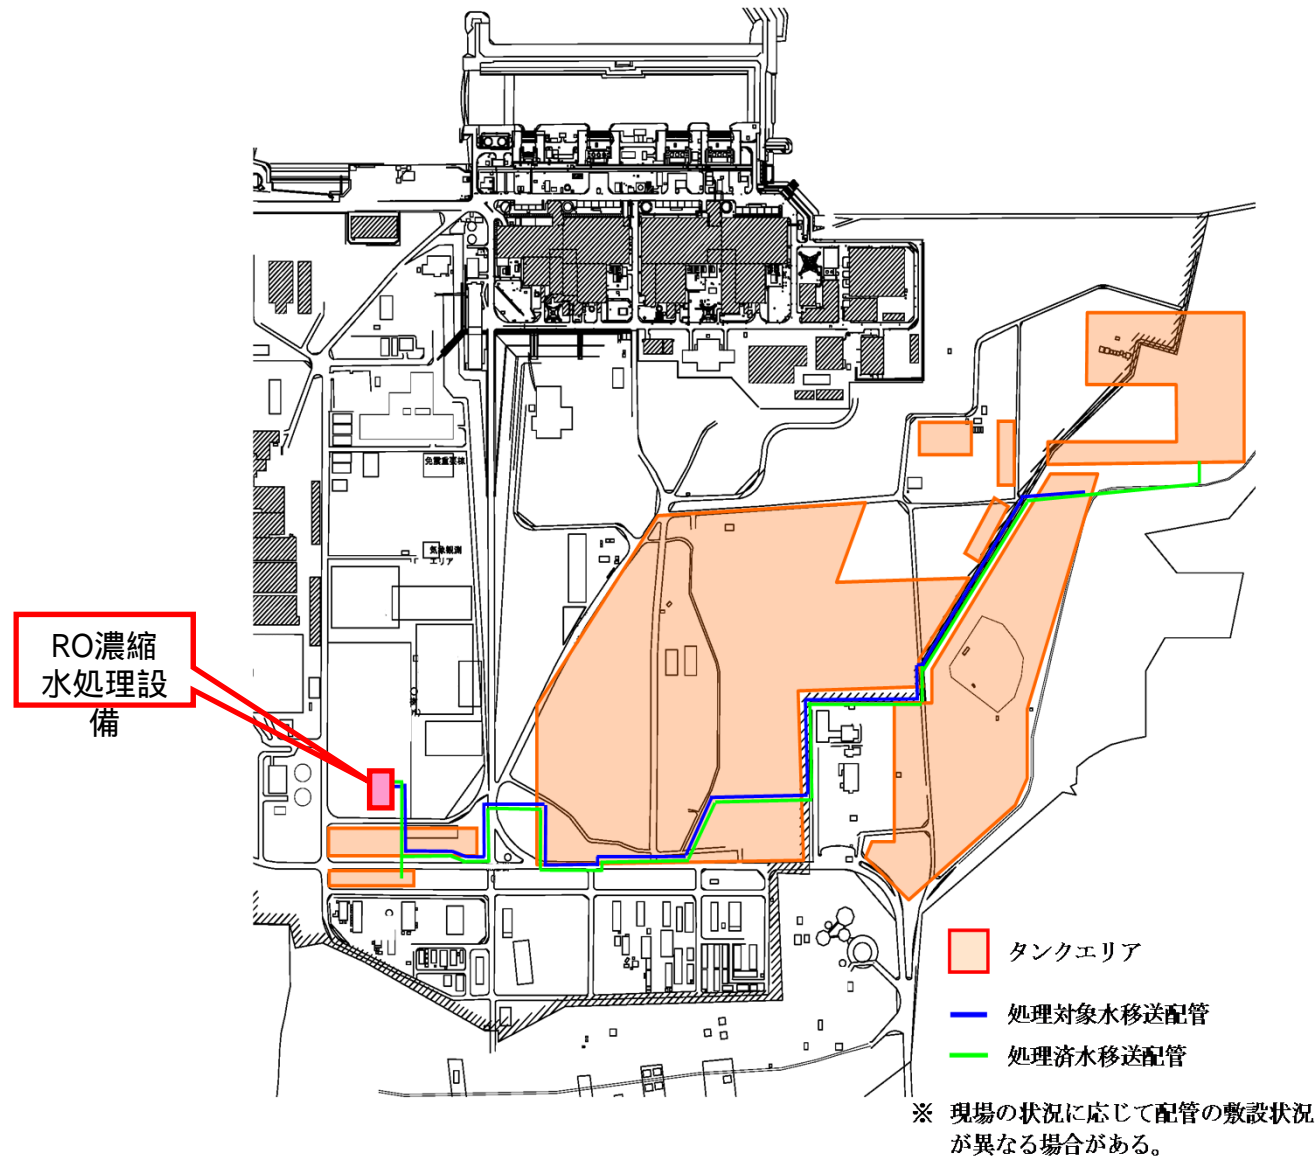 免震重要棟
気象観測
エリア
RO濃縮
水処理設
備
タンクエリア
処理対象水移送配管
処理済水移送配管
※ 現場の状況に応じて配管の敷設状況
が異なる場合がある。